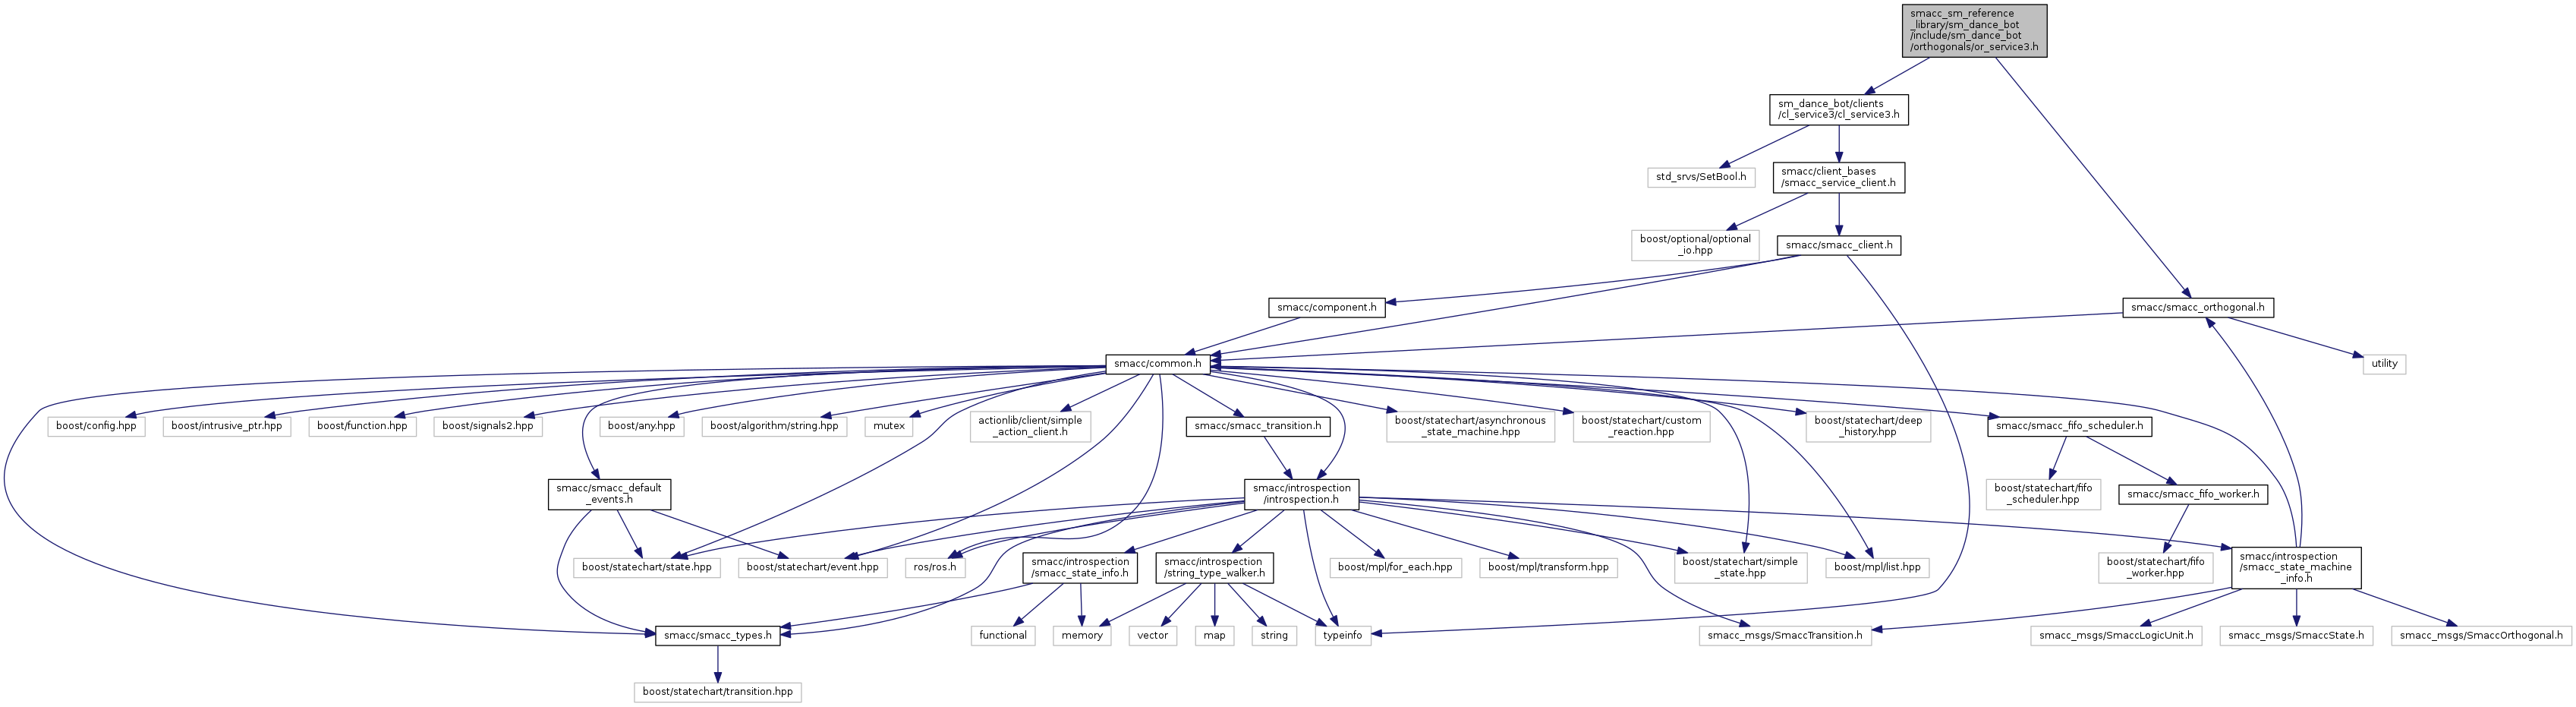 smacc_sm_reference
_library/sm_dance_bot
/include/sm_dance_bot
/orthogonals/or_service3.h
sm_dance_bot/clients
/cl_service3/cl_service3.h
std_srvs/SetBool.h
smacc/client_bases
/smacc_service_client.h
boost/optional/optional
_io.hpp
smacc/smacc_client.h
smacc/component.h
smacc/smacc_orthogonal.h
smacc/common.h
utility
boost/config.hpp
boost/intrusive_ptr.hpp
boost/function.hpp
boost/signals2.hpp
boost/any.hpp
boost/algorithm/string.hpp
mutex
actionlib/client/simple
_action_client.h
smacc/smacc_transition.h
boost/statechart/asynchronous
_state_machine.hpp
boost/statechart/custom
_reaction.hpp
boost/statechart/deep
_history.hpp
smacc/smacc_fifo_scheduler.h
smacc/smacc_default
_events.h
smacc/introspection
/introspection.h
boost/statechart/fifo
_scheduler.hpp
smacc/smacc_fifo_worker.h
boost/statechart/state.hpp
boost/statechart/event.hpp
ros/ros.h
smacc/introspection
/smacc_state_info.h
smacc/introspection
/string_type_walker.h
boost/mpl/for_each.hpp
boost/mpl/transform.hpp
boost/statechart/simple
_state.hpp
boost/mpl/list.hpp
boost/statechart/fifo
_worker.hpp
smacc/introspection
/smacc_state_machine
_info.h
smacc/smacc_types.h
functional
memory
vector
map
string
typeinfo
smacc_msgs/SmaccTransition.h
smacc_msgs/SmaccLogicUnit.h
smacc_msgs/SmaccState.h
smacc_msgs/SmaccOrthogonal.h
boost/statechart/transition.hpp